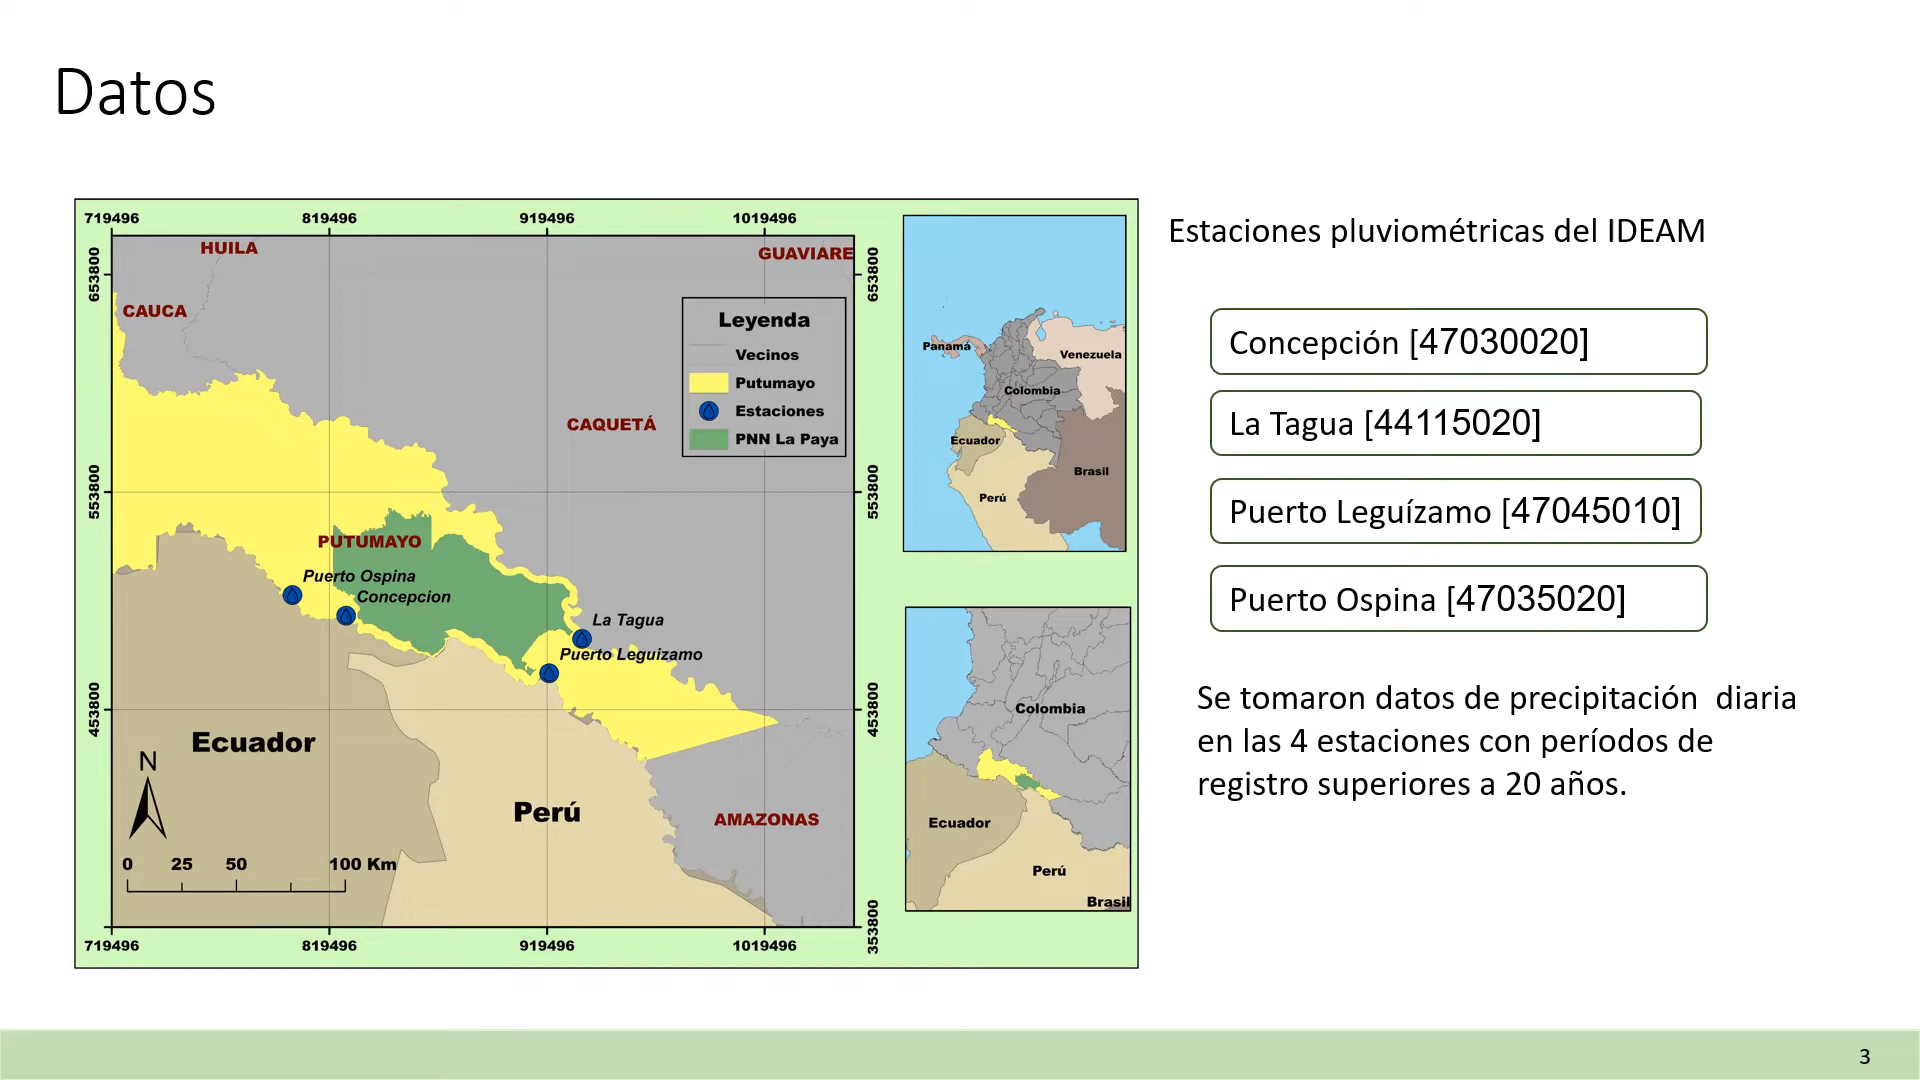 Datos
719496 819496 919496 1019496
HUILA
GUAVIARE
653800
653800
CAUCA
Leyenda
Vecinos
Putumayo
Estaciones
PNN La Paya
CAQUETÁ
553800
553800
PUTUMAYO
Puerto Ospina
Concepcion
La Tagua
Puerto Leguizamo
453800
453800
Ecuador
N
Perú
AMAZONAS
0 25 50 100 Km
353800
719496 819496 919496 1019496
Panamá
Venezuela
Colombia
Ecuador
Brasil
Perú
Colombia
Ecuador
Perú
Brasil
Estaciones pluviométricas del IDEAM
Concepción [47030020]
La Tagua [44115020]
Puerto Leguízamo [47045010]
Puerto Ospina [47035020]
Se tomaron datos de precipitación diaria
en las 4 estaciones con períodos de
registro superiores a 20 años.
3